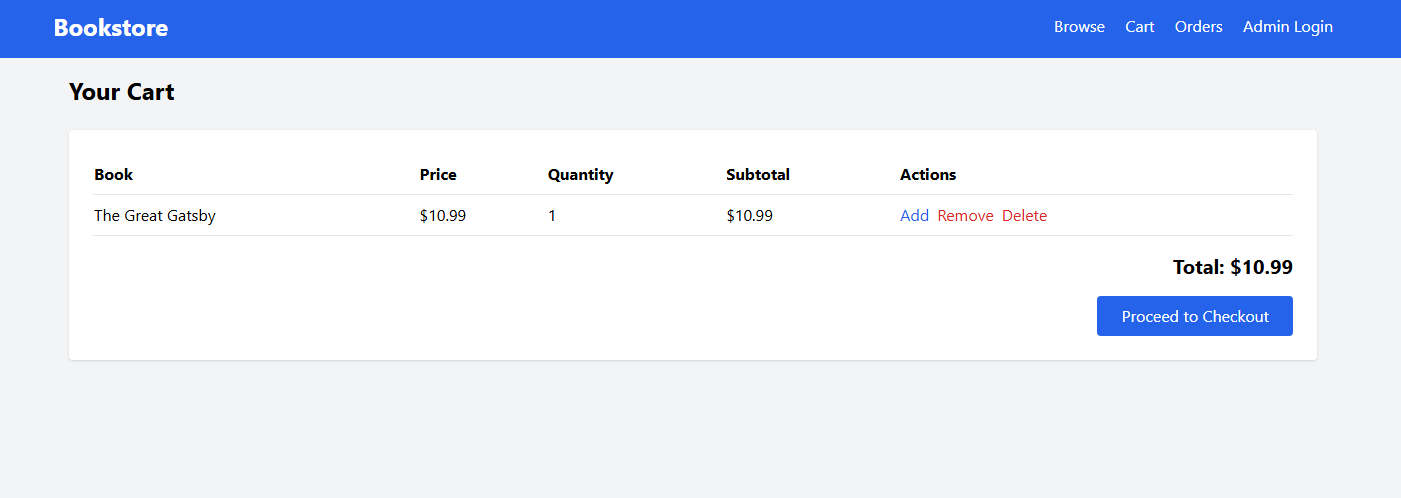 Bookstore Browse Cart Orders Admin Login
Your Cart
Book Price Quantity Subtotal Actions
The Great Gatsby $10.99 1 $10.99 Add Remove Delete
Total: $10.99
Proceed to Checkout